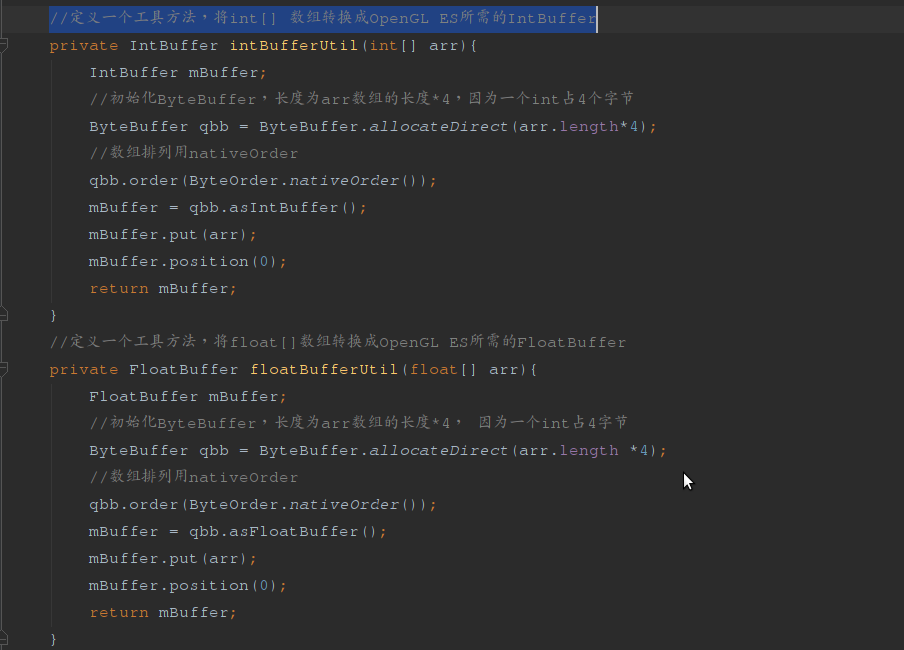 //定义一个工具方法，将int[] 数组转换成OpenGL ES所需的IntBuffer
private IntBuffer intBufferUtil(int[] arr){
IntBuffer mBuffer;
//初始化ByteBuffer，长度为arr数组的长度*4，因为一个int占4个字节
ByteBuffer qbb = ByteBuffer.allocateDirect(arr.length*4);
//数组排列用nativeOrder
qbb.order(ByteOrder.nativeOrder());
mBuffer = qbb.asIntBuffer();
mBuffer.put(arr);
mBuffer.position(0);
return mBuffer;
}
//定义一个工具方法，将float[]数组转换成OpenGL ES所需的FloatBuffer
private FloatBuffer floatBufferUtil(float[] arr){
FloatBuffer mBuffer;
//初始化ByteBuffer，长度为arr数组的长度*4， 因为一个int占4字节
ByteBuffer qbb = ByteBuffer.allocateDirect(arr.length *4);
//数组排列用nativeOrder
qbb.order(ByteOrder.nativeOrder());
mBuffer = qbb.asFloatBuffer();
mBuffer.put(arr);
mBuffer.position(0);
return mBuffer;
}